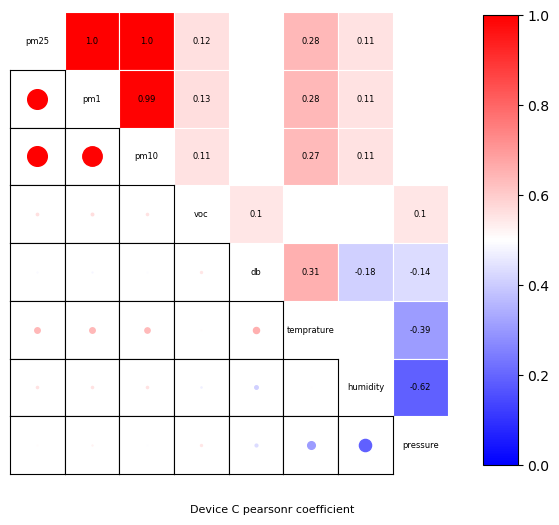 pm25 1.0 1.0 0.12 0.28 0.11
pm1 0.99 0.13 0.28 0.11
pm10 0.11 0.27 0.11
voc 0.1 0.1
db 0.31 -0.18 -0.14
temprature -0.39
humidity -0.62
pressure
1.0
0.8
0.6
0.4
0.2
0.0
Device C pearsonr coefficient